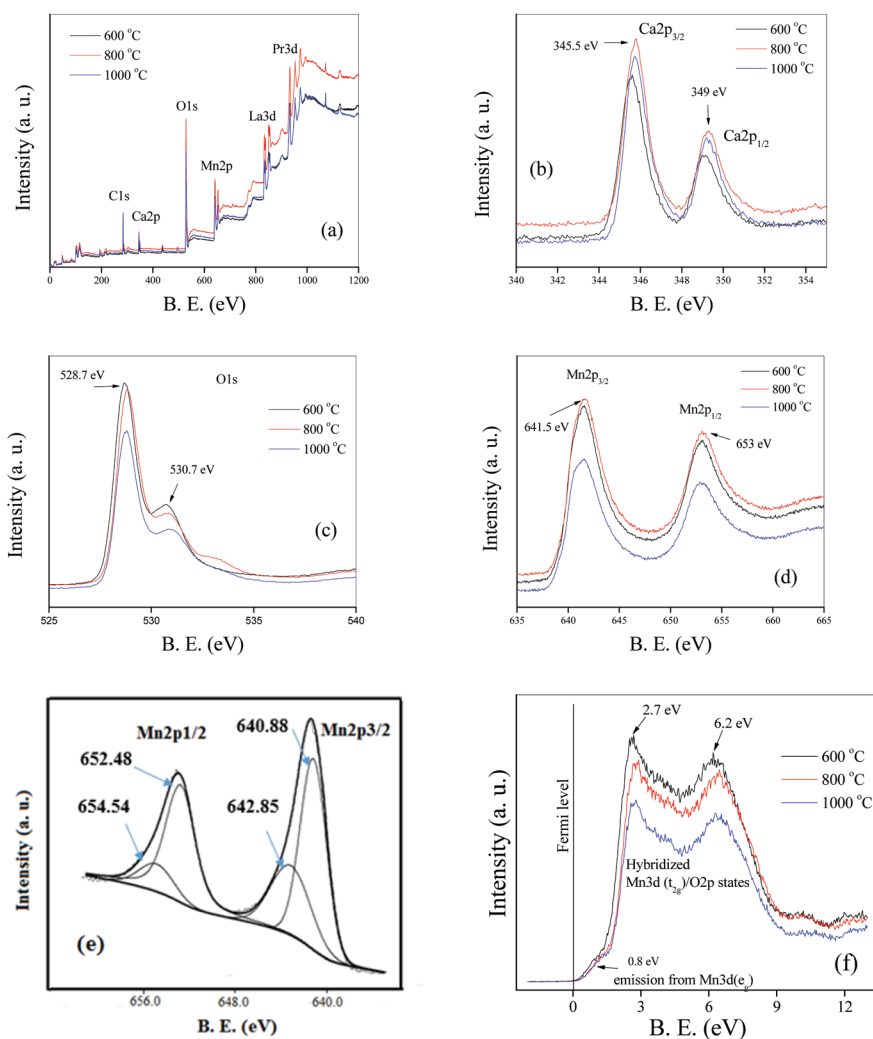 600 °C
800 °C
1000 °C
Pr3d
O1s
La3d
Mn2p
C1s
Ca2p
(a)
Intensity (a. u.)
0 200 400 600 800 1000 1200
B. E. (eV)
Ca2p3/2
345.5 eV
600 °C
800 °C
1000 °C
349 eV
Ca2p1/2
(b)
Intensity (a. u.)
340 342 344 346 348 350 352 354
B. E. (eV)
528.7 eV
O1s
600 °C
800 °C
1000 °C
530.7 eV
(c)
Intensity (a. u.)
525 530 535 540
B. E. (eV)
Mn2p3/2
600 °C
800 °C
1000 °C
Mn2p1/2
641.5 eV
653 eV
(d)
Intensity (a. u.)
635 640 645 650 655 660 665
B. E. (eV)
640.88
Mn2p3/2
Mn2p1/2
652.48
654.54
642.85
(e)
Intensity (a. u.)
656.0 648.0 640.0
B. E. (eV)
2.7 eV
6.2 eV
600 °C
800 °C
1000 °C
Fermi level
Hybridized
Mn3d (t2g)/O2p states
0.8 eV
emission from Mn3d(eg)
(f)
Intensity (a. u.)
0 3 6 9 12
B. E. (eV)